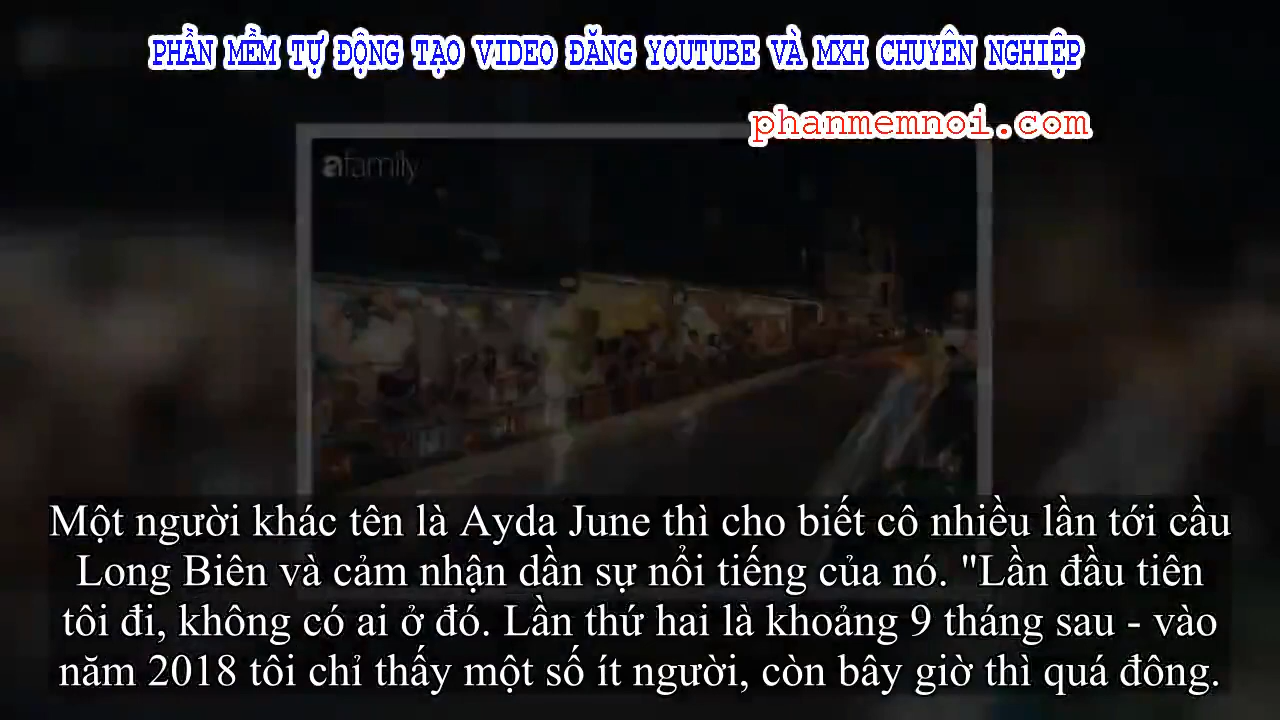 PHẦN MỀM TỰ ĐỘNG TẠO VIDEO ĐĂNG YOUTUBE VÀ MXH CHUYÊN NGHIỆP
phanmemnoi.com
afamily
Một người khác tên là Ayda June thì cho biết cô nhiều lần tới cầu
Long Biên và cảm nhận dần sự nổi tiếng của nó. "Lần đầu tiên
tôi đi, không có ai ở đó. Lần thứ hai là khoảng 9 tháng sau - vào
năm 2018 tôi chỉ thấy một số ít người, còn bây giờ thì quá đông.